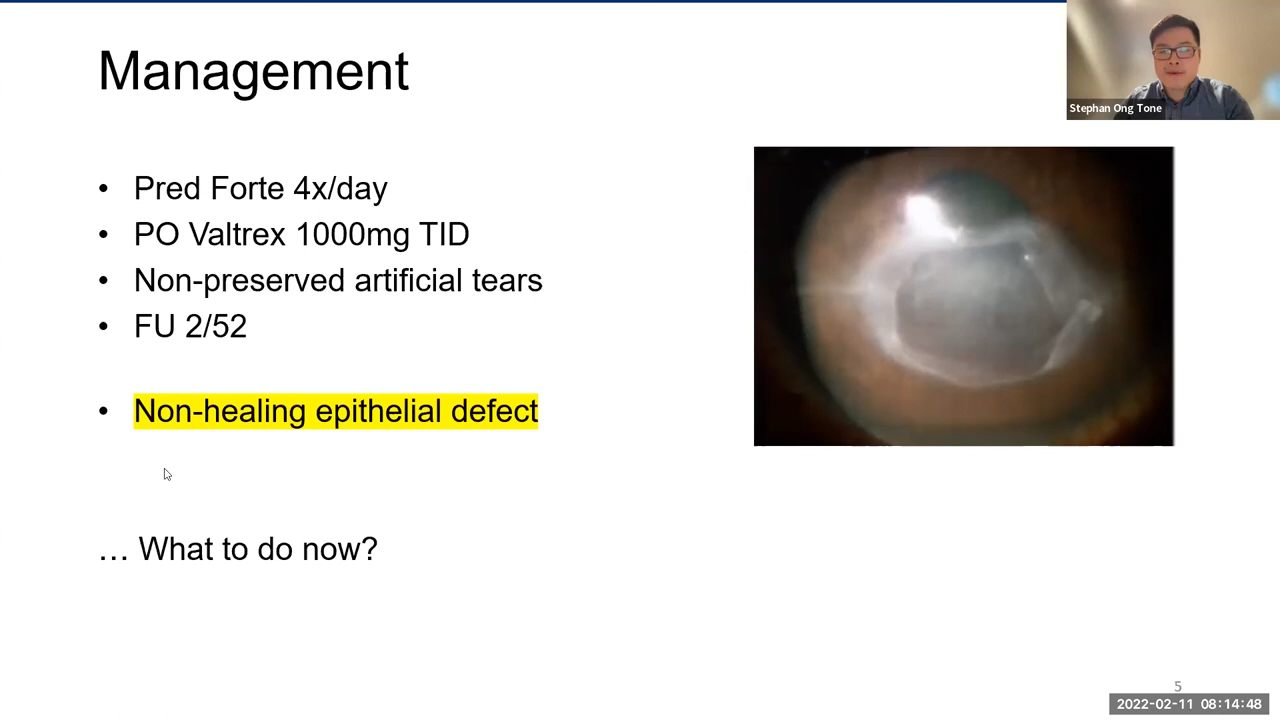 Management
Stephan Ong Tone
• Pred Forte 4x/day
• PO Valtrex 1000mg TID
• Non-preserved artificial tears
• FU 2/52
• Non-healing epithelial defect
… What to do now?
5
2022-02-11 08:14:48